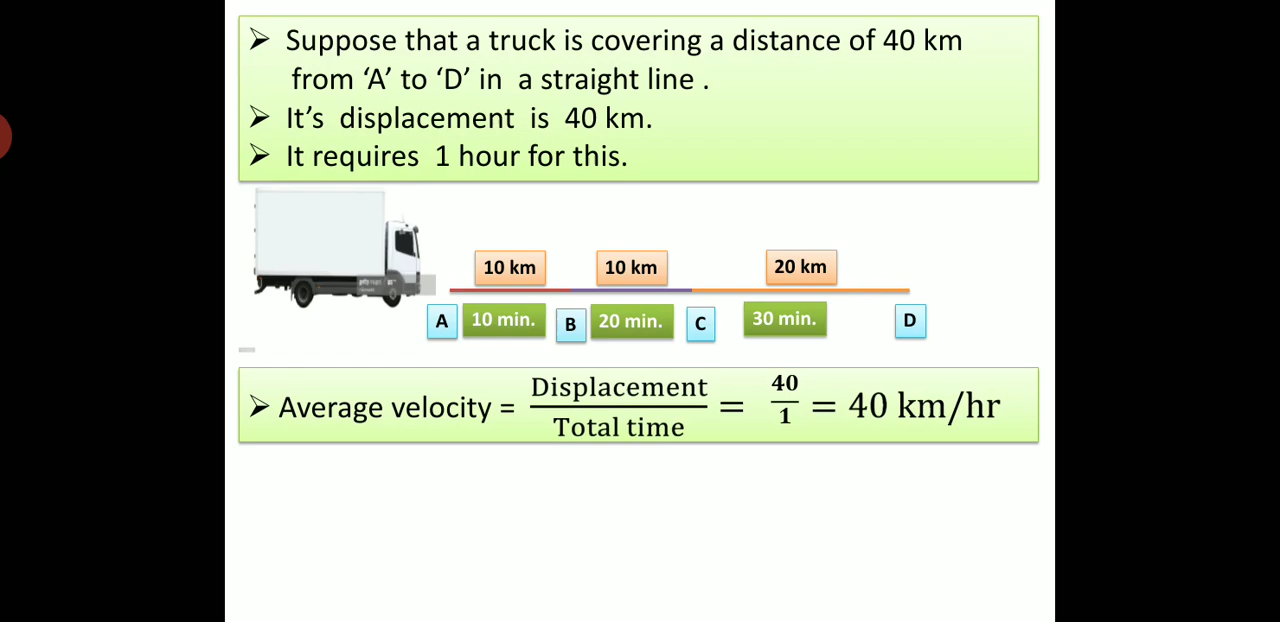 ➢ Suppose that a truck is covering a distance of 40 km
from ‘A’ to ‘D’ in a straight line .
➢ It’s displacement is 40 km.
➢ It requires 1 hour for this.
10 km 10 km 20 km
A 10 min. B 20 min. C 30 min. D
➢ Average velocity = Displacement / Total time = 40 / 1 = 40 km/hr